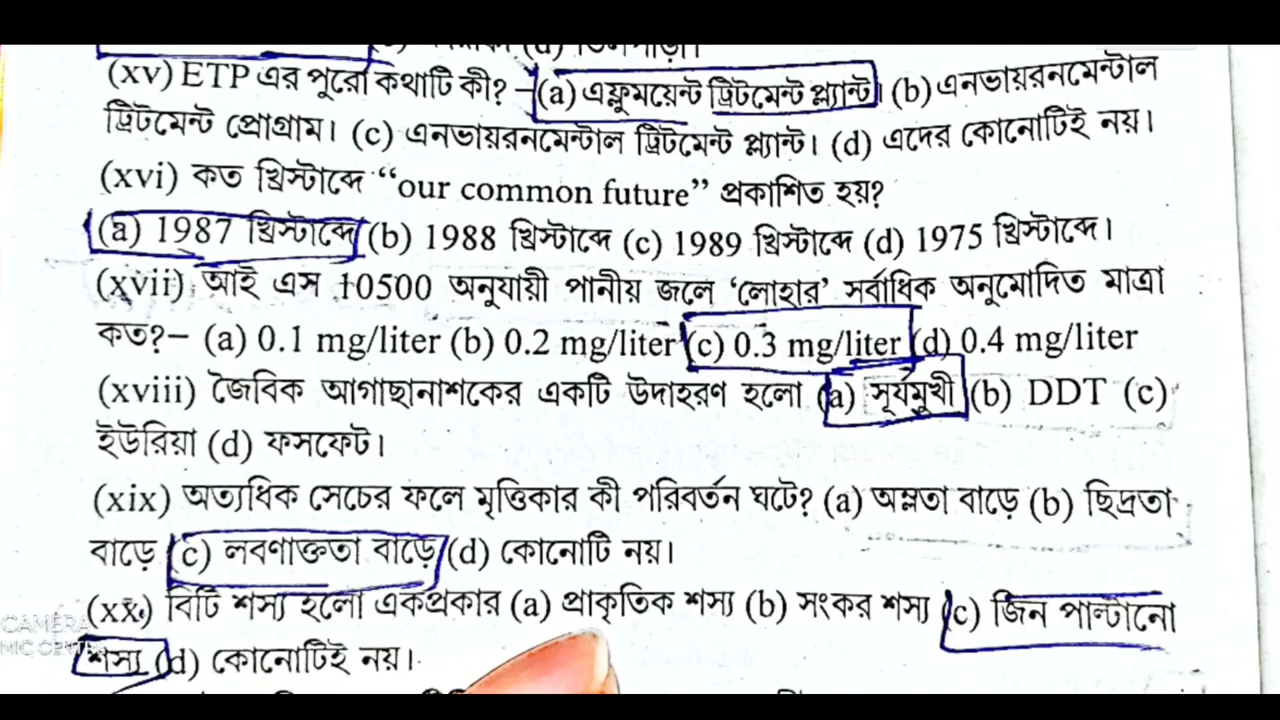 (xv) ETP এর পুরো কথাটি কী? –(a) এফ্লুময়েন্ট ট্রিটমেন্ট প্ল্যান্ট। (b) এনভায়রনমেন্টাল
ট্রিটমেন্ট প্রোগ্রাম। (c) এনভায়রনমেন্টাল ট্রিটমেন্ট প্ল্যান্ট। (d) এদের কোনোটিই নয়।
(xvi) কত খ্রিস্টাব্দে “our common future” প্রকাশিত হয়?
(a) 1987 খ্রিস্টাব্দে (b) 1988 খ্রিস্টাব্দে (c) 1989 খ্রিস্টাব্দে (d) 1975 খ্রিস্টাব্দে।
(xvii) আই এস 10500 অনুযায়ী পানীয় জলে ‘লোহার’ সর্বাধিক অনুমোদিত মাত্রা
কত?– (a) 0.1 mg/liter (b) 0.2 mg/liter (c) 0.3 mg/liter (d) 0.4 mg/liter
(xviii) জৈবিক আগাছানাশকের একটি উদাহরণ হলো (a) সূর্যমুখী (b) DDT (c)
ইউরিয়া (d) ফসফেট।
(xix) অত্যধিক সেচের ফলে মৃত্তিকার কী পরিবর্তন ঘটে? (a) অম্লতা বাড়ে (b) ছিদ্রতা
বাড়ে (c) লবণাক্ততা বাড়ে (d) কোনোটি নয়।
(xx) বিটি শস্য হলো একপ্রকার (a) প্রাকৃতিক শস্য (b) সংকর শস্য (c) জিন পাল্টানো
শস্য (d) কোনোটিই নয়।
CAMERA